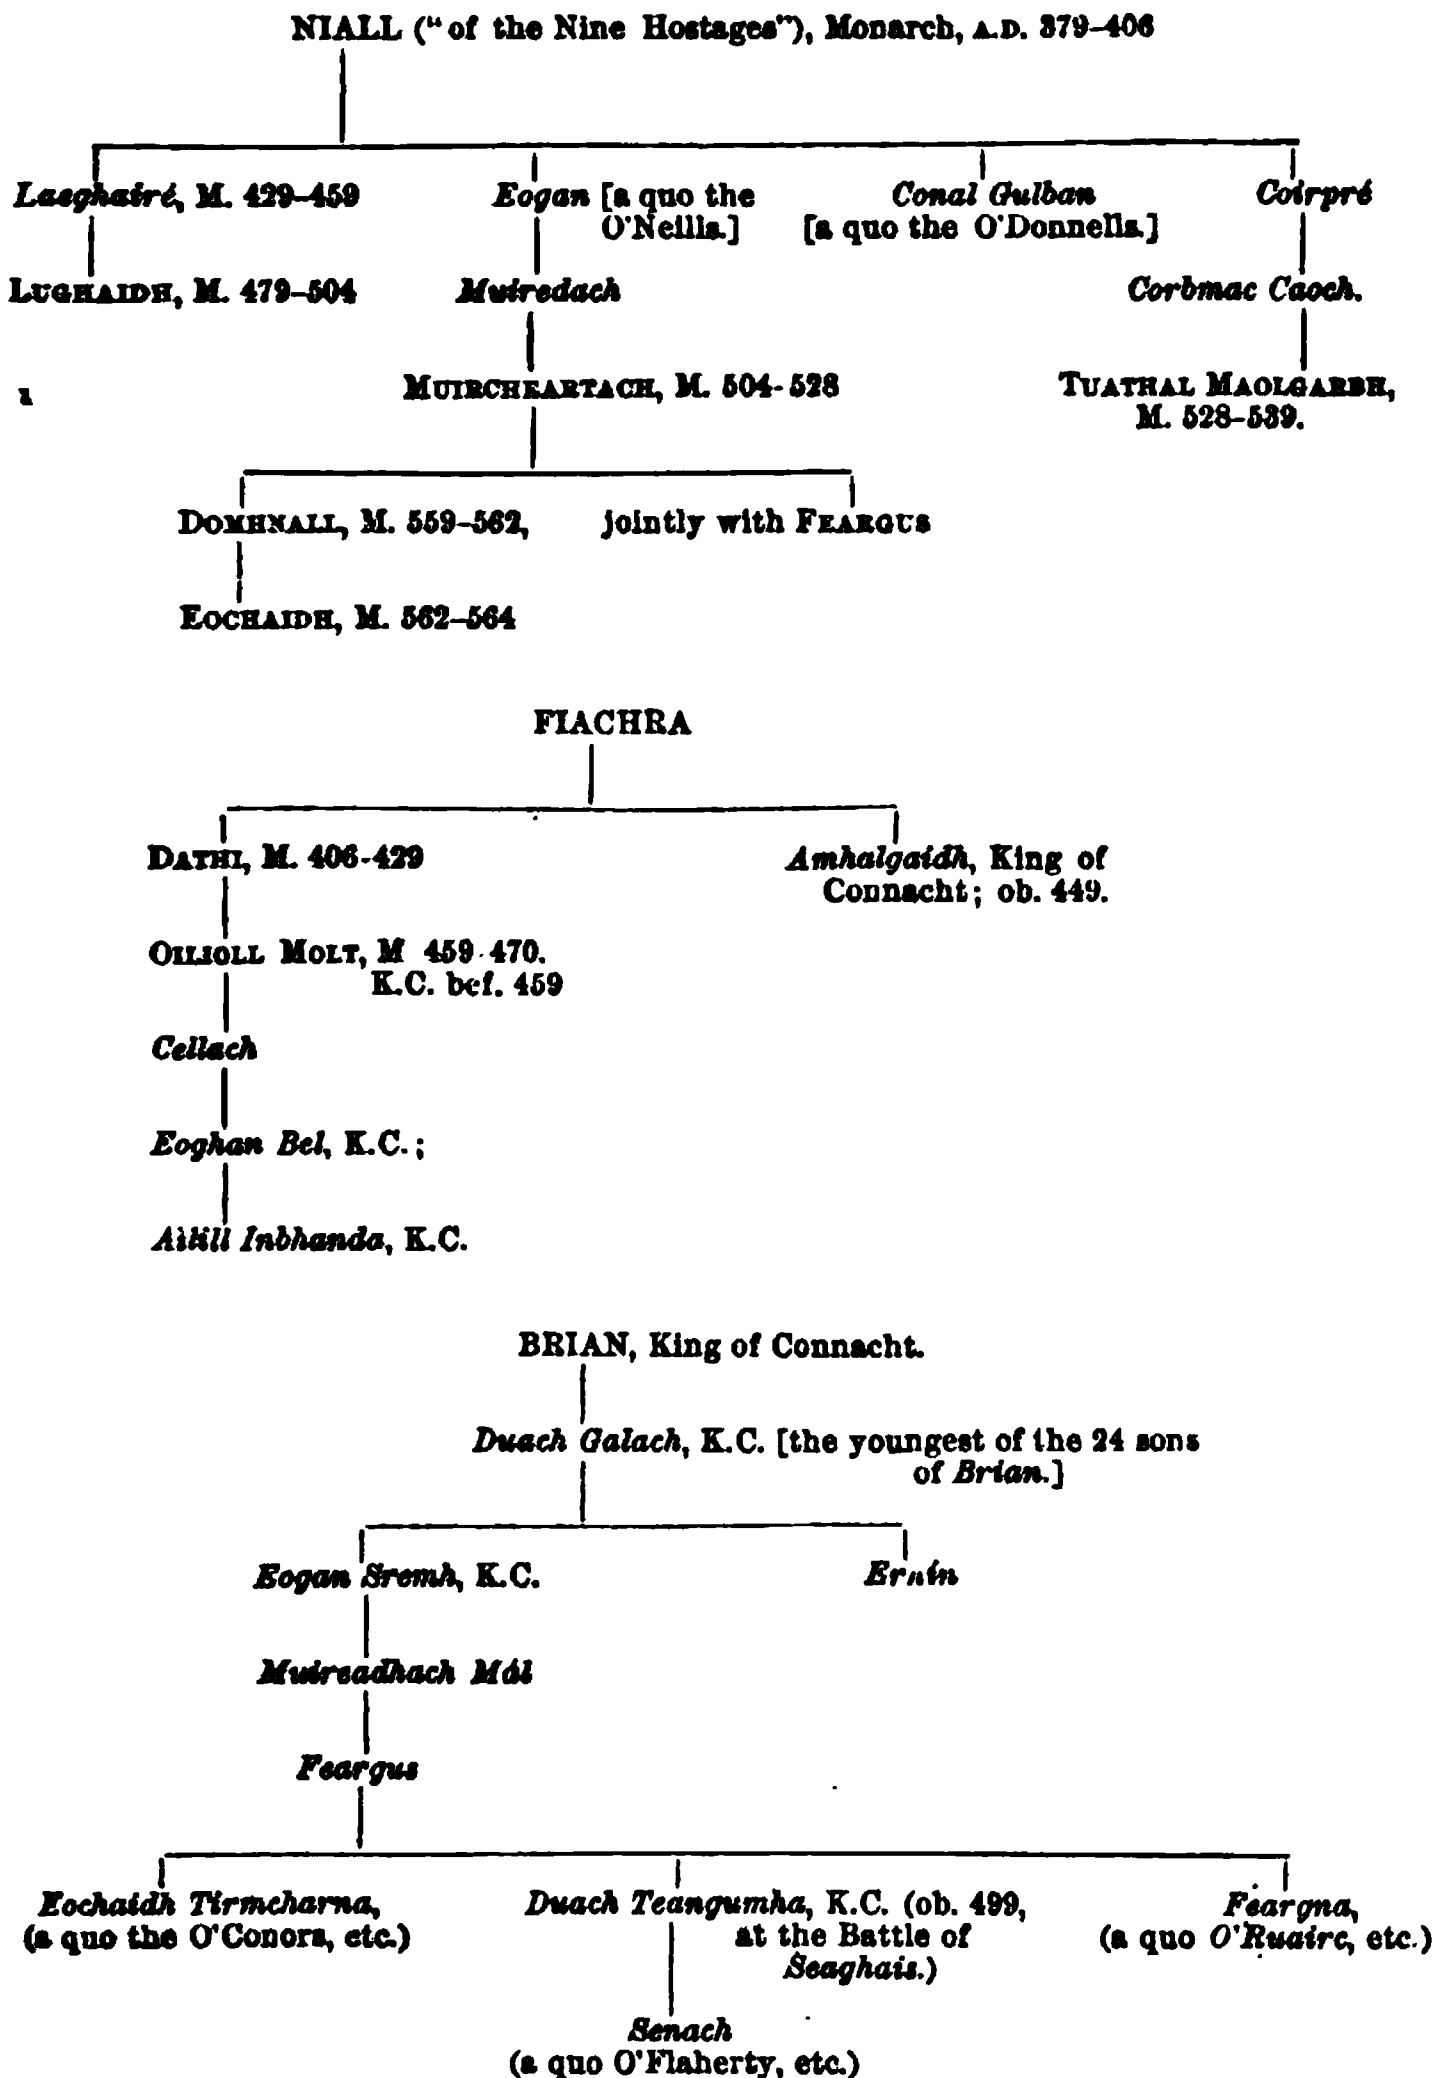 NIALL ("of the Nine Hostages"), Monarch, A.D. 379–406
Laeghairé, M. 429–459
Eogan [a quo the
O'Neills.]
Conal Gulban
[a quo the O'Donnells.]
Coirpré
LUGHAIDH, M. 479–504
Muiredach
Corbmac Caoch.
MUIRCHEARTACH, M. 504-528
TUATHAL MAOLGARBH,
M. 528–539.
DOMHNALL, M. 559–562, jointly with FEARGUS
EOCHAIDH, M. 562–564
FIACHRA
DATHI, M. 406-429
Amhalgaidh, King of
Connacht; ob. 449.
OILIOLL MOLT, M 459-470.
K.C. bef. 459
Cellach
Eoghan Bel, K.C.;
Ailill Inbhanda, K.C.
BRIAN, King of Connacht.
Duach Galach, K.C. [the youngest of the 24 sons
of Brian.]
Eogan Sremh, K.C.
Ernin
Muireadhach Mál
Feargus
Eochaidh Tirmcharna,
(a quo the O'Conors, etc.)
Duach Teangumha, K.C. (ob. 499,
at the Battle of
Seaghais.)
Feargna,
(a quo O'Ruairc, etc.)
Senach
(a quo O'Flaherty, etc.)